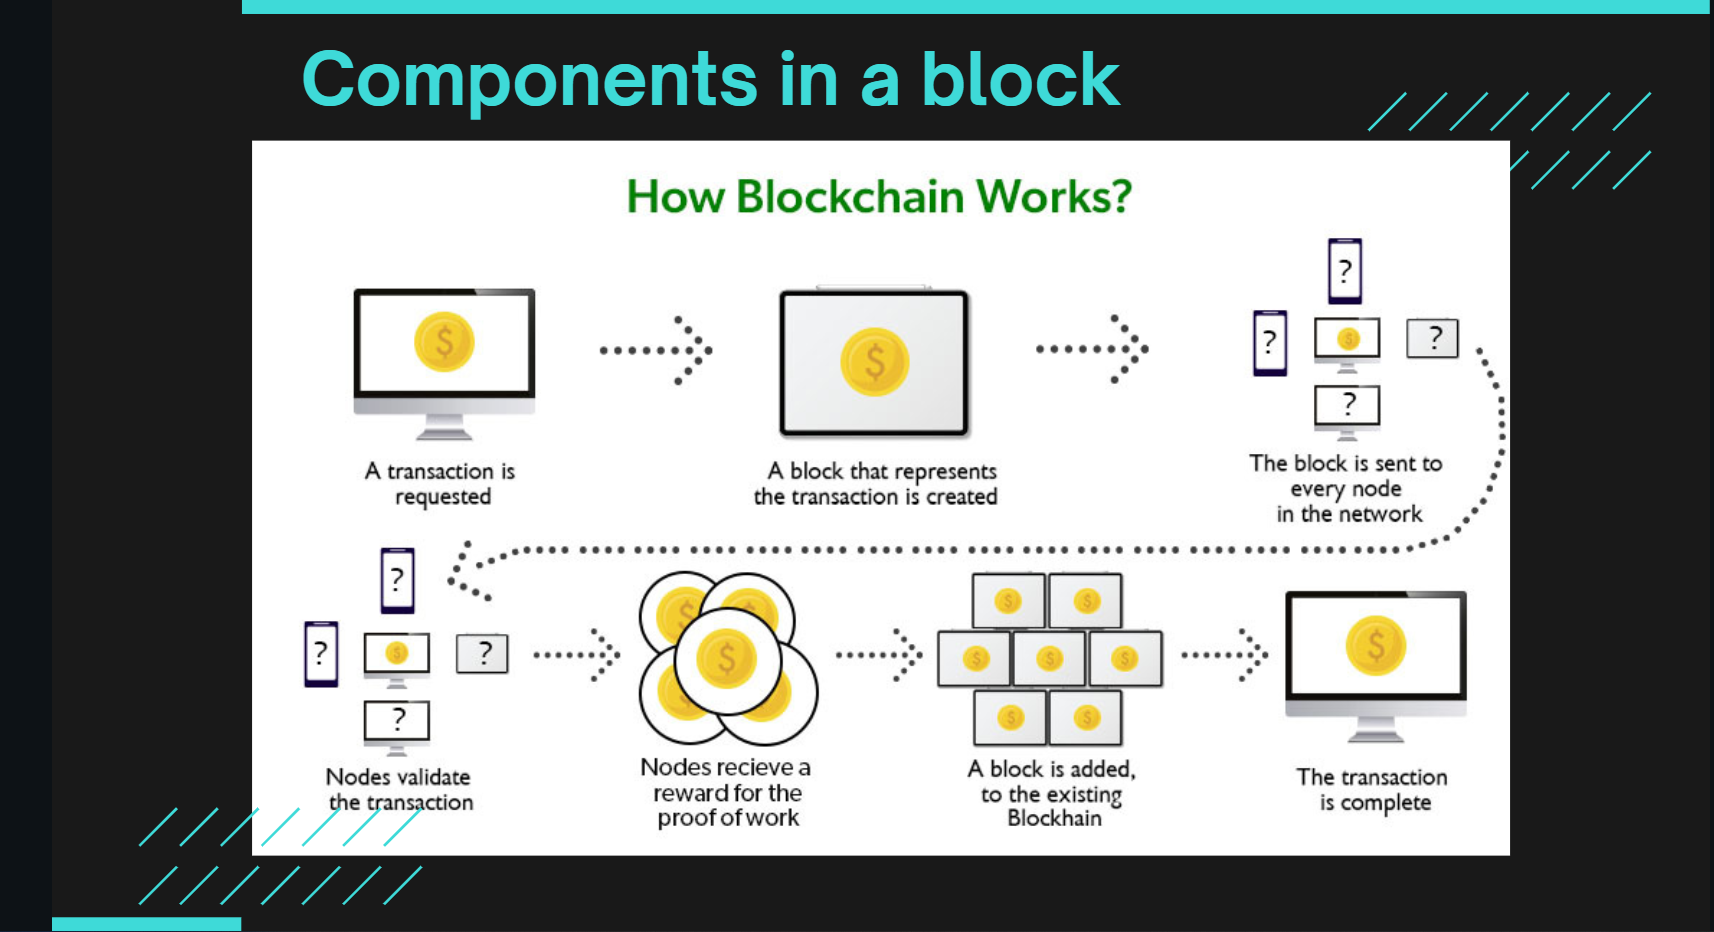 Components in a block
How Blockchain Works?
?
?
$
?
?
$
$
A transaction is
requested
A block that represents
the transaction is created
The block is sent to
every node
in the network
?
?
$
?
?
$
$
$
$
$
$
$
$
$
$
$
$
Nodes validate
the transaction
Nodes recieve a
reward for the
proof of work
A block is added,
to the existing
Blockhain
The transaction
is complete